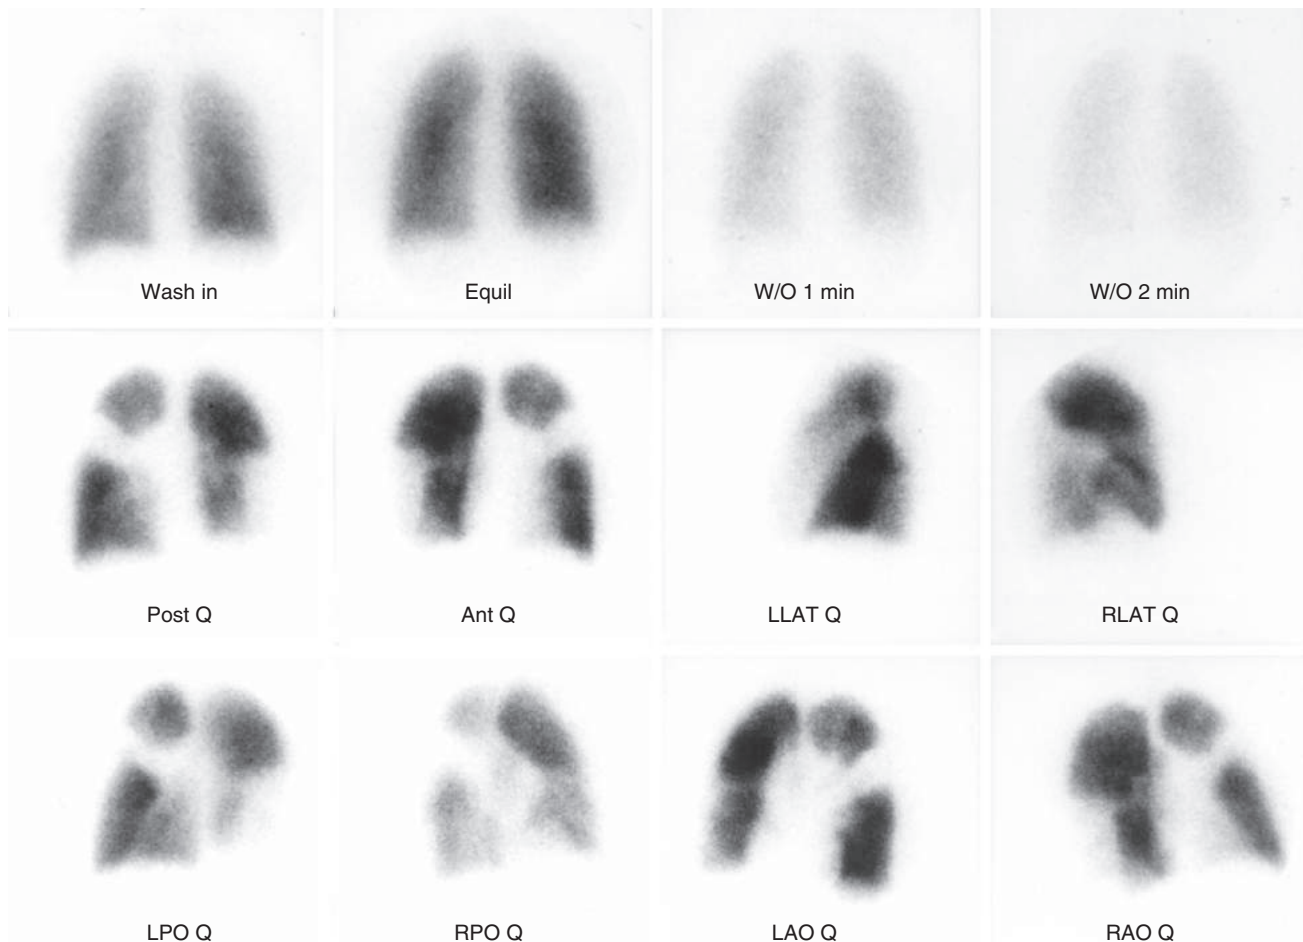 Wash in
Equil
W/O 1 min
W/O 2 min
Post Q
Ant Q
LLAT Q
RLAT Q
LPO Q
RPO Q
LAO Q
RAO Q